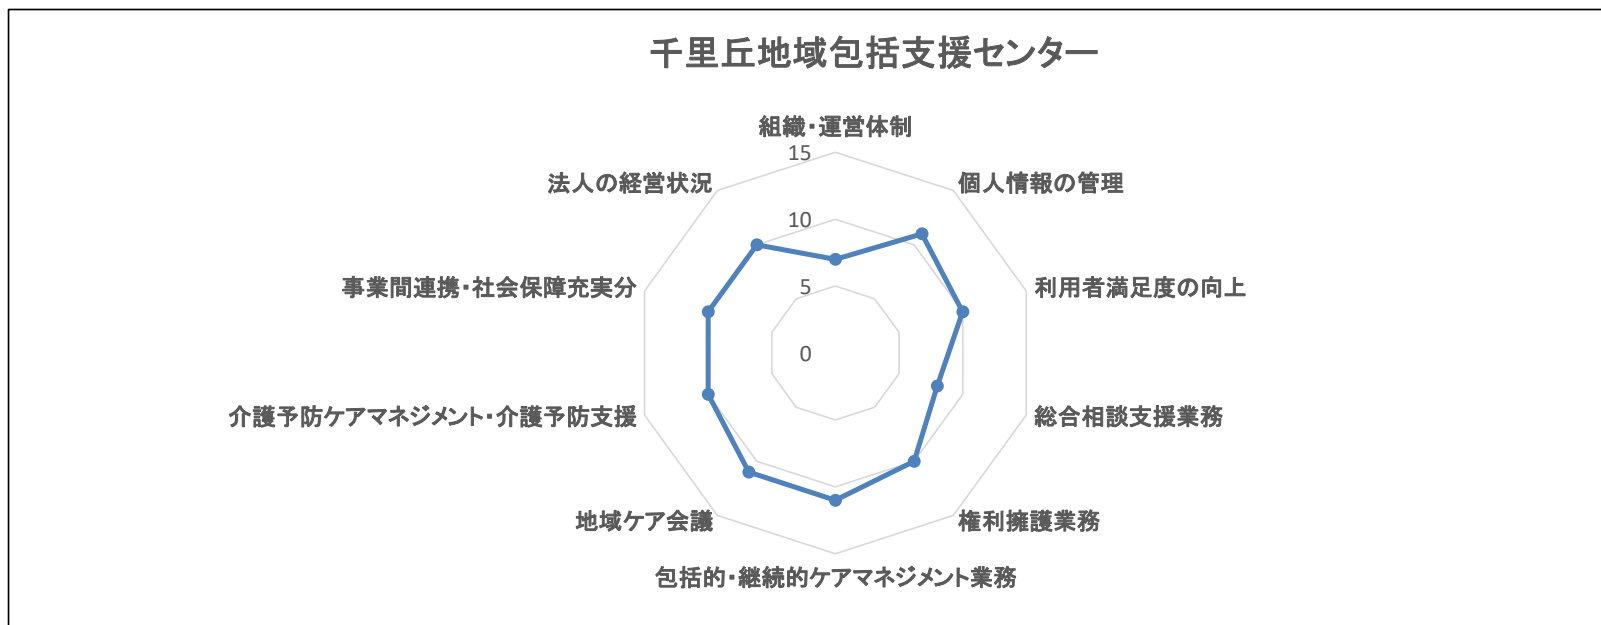 千里丘地域包括支援センター
組織・運営体制
15
法人の経営状況
個人情報の管理
10
事業間連携・社会保障充実分
5
利用者満足度の向上
0
介護予防ケアマネジメント・介護予防支援
総合相談支援業務
地域ケア会議
権利擁護業務
包括的・継続的ケアマネジメント業務